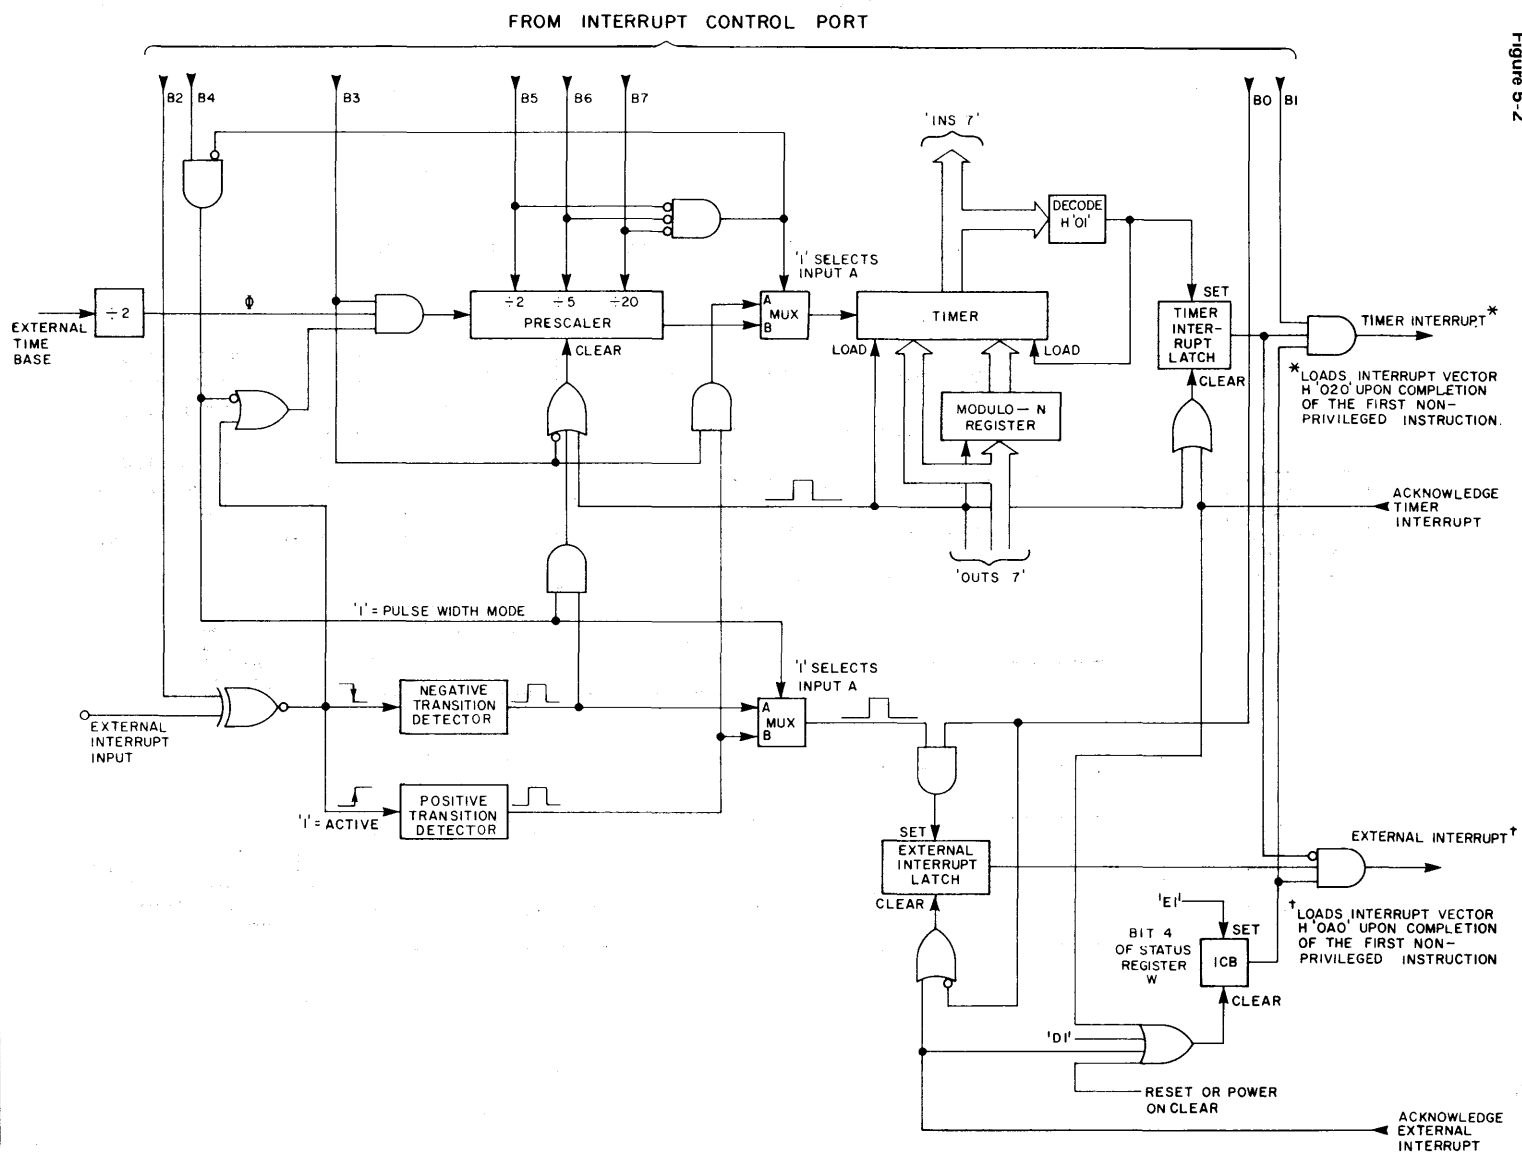 FROM INTERRUPT CONTROL PORT
Figure 5-2
B2
B4
B3
B5
B6
B7
B0
B1
'INS 7'
DECODE
H'01'
'1' SELECTS
INPUT A
÷2
Φ
EXTERNAL
TIME
BASE
÷2 ÷5 ÷20
PRESCALER
CLEAR
A
MUX
B
TIMER
LOAD
LOAD
SET
TIMER
INTER-
RUPT
LATCH
CLEAR
TIMER INTERRUPT*
*LOADS INTERRUPT VECTOR
H'020' UPON COMPLETION
OF THE FIRST NON-
PRIVILEGED INSTRUCTION.
MODULO-N
REGISTER
ACKNOWLEDGE
TIMER
INTERRUPT
'OUTS 7'
'1' = PULSE WIDTH MODE
'1' SELECTS
INPUT A
NEGATIVE
TRANSITION
DETECTOR
A
MUX
B
EXTERNAL
INTERRUPT
INPUT
POSITIVE
TRANSITION
DETECTOR
'1' = ACTIVE
SET
EXTERNAL
INTERRUPT
LATCH
CLEAR
EXTERNAL INTERRUPT†
†LOADS INTERRUPT VECTOR
H'0A0' UPON COMPLETION
OF THE FIRST NON-
PRIVILEGED INSTRUCTION
'EI'
SET
BIT 4
OF STATUS
REGISTER
W
ICB
CLEAR
'DI'
RESET OR POWER
ON CLEAR
ACKNOWLEDGE
EXTERNAL
INTERRUPT